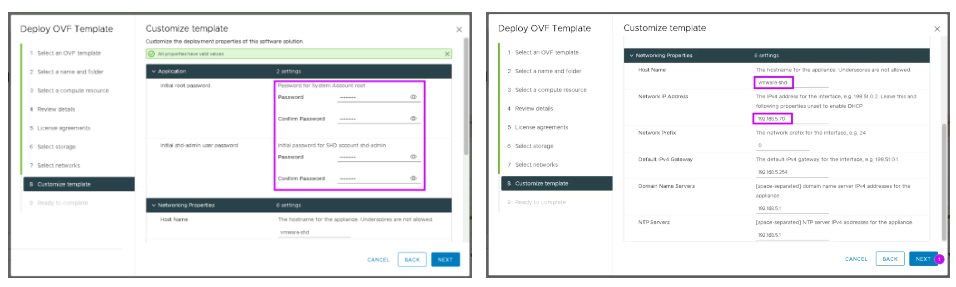 Deploy OVF Template
1 Select an OVF template
2 Select a name and folder
3 Select a compute resource
4 Review details
5 License agreements
6 Select storage
7 Select networks
8 Customize template
9 Ready to complete
Customize template
Customize the deployment properties of this software solution.
All properties have valid values
Application
2 settings
Initial root password
Password for System Account root
Password
Confirm Password
Initial shd-admin user password
Initial password for SHD account shd-admin
Password
Confirm Password
Networking Properties
6 settings
Host Name
The hostname for the appliance. Underscores are not allowed.
vmware-shd
CANCEL
BACK
NEXT
Deploy OVF Template
1 Select an OVF template
2 Select a name and folder
3 Select a compute resource
4 Review details
5 License agreements
6 Select storage
7 Select networks
8 Customize template
9 Ready to complete
Customize template
Networking Properties
6 settings
Host Name
The hostname for the appliance. Underscores are not allowed.
vmware-shd
Network IP Address
The IPv4 address for the interface, e.g. 199.51.0.2. Leave this and
following properties unset to enable DHCP.
192.168.5.70
Network Prefix
The network prefix for the interface, e.g. 24
0
Default IPv4 Gateway
The default IPv4 gateway for the interface, e.g. 199.51.0.1
192.168.5.254
Domain Name Servers
[space-separated] domain name server IPv4 addresses for the
appliance.
192.168.5.1
NTP Servers
[space-separated] NTP server IPv4 addresses for the appliance.
192.168.5.1
CANCEL
BACK
NEXT
1